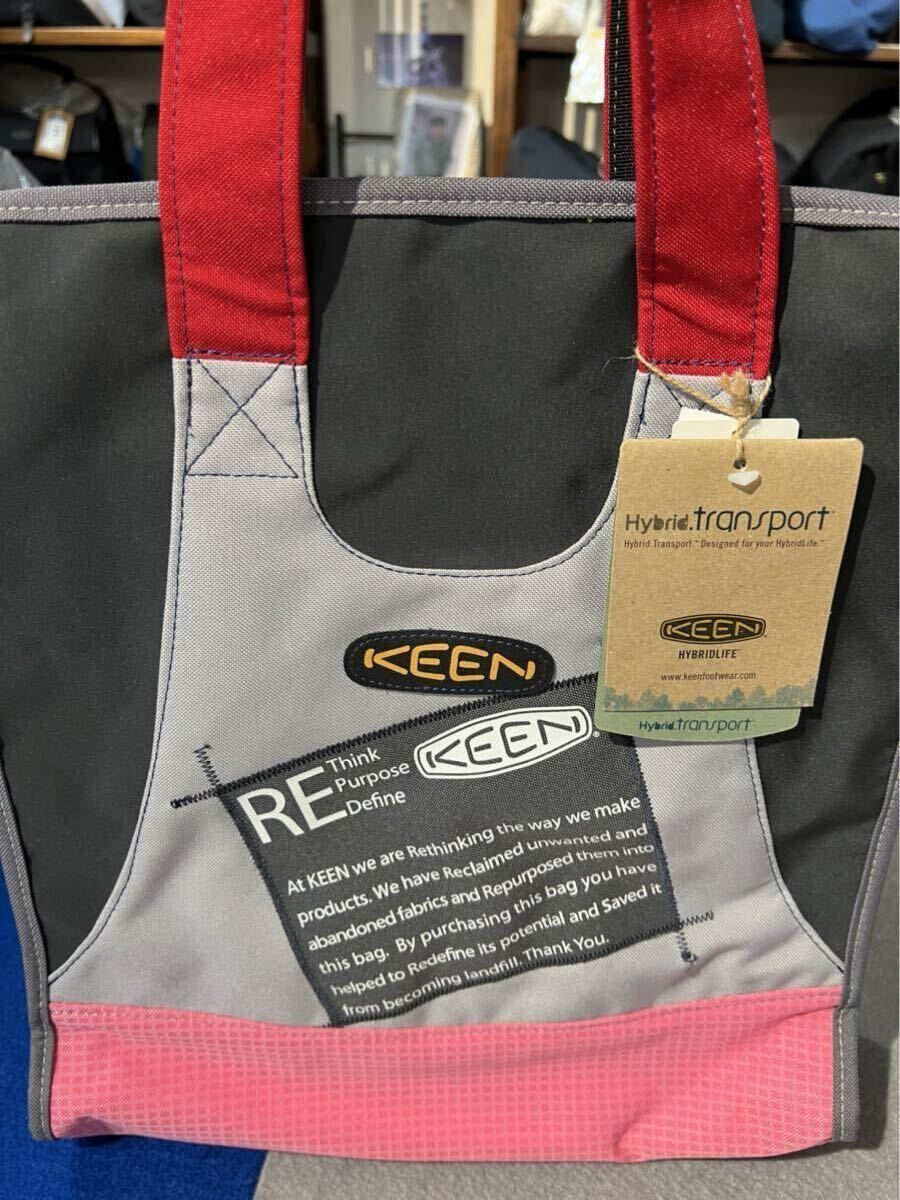 Hybrid.transport™
Hybrid Transport.™ Designed for your HybridLife.™
KEEN
HYBRIDLIFE™
www.keenfootwear.com
Hybrid.transport™
KEEN
KEEN®
RE Think
Purpose
Define
At KEEN we are Rethinking the way we make
products. We have Reclaimed unwanted and
abandoned fabrics and Repurposed them into
this bag. By purchasing this bag you have
helped to Redefine its potential and Saved it
from becoming landfill. Thank You.